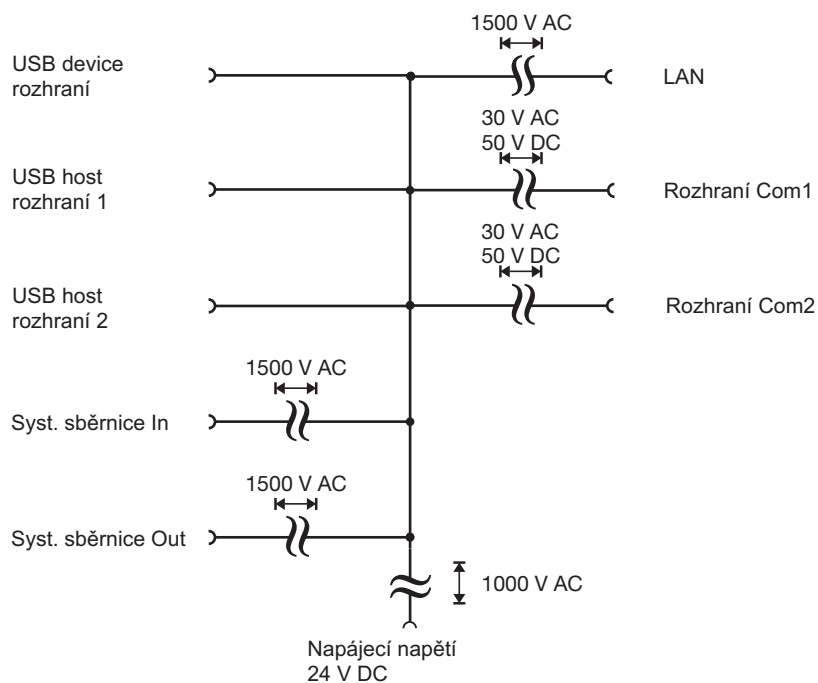 1500 V AC
USB device
rozhraní
LAN
30 V AC
50 V DC
USB host
rozhraní 1
Rozhraní Com1
30 V AC
50 V DC
USB host
rozhraní 2
Rozhraní Com2
1500 V AC
Syst. sběrnice In
1500 V AC
Syst. sběrnice Out
1000 V AC
Napájecí napětí
24 V DC